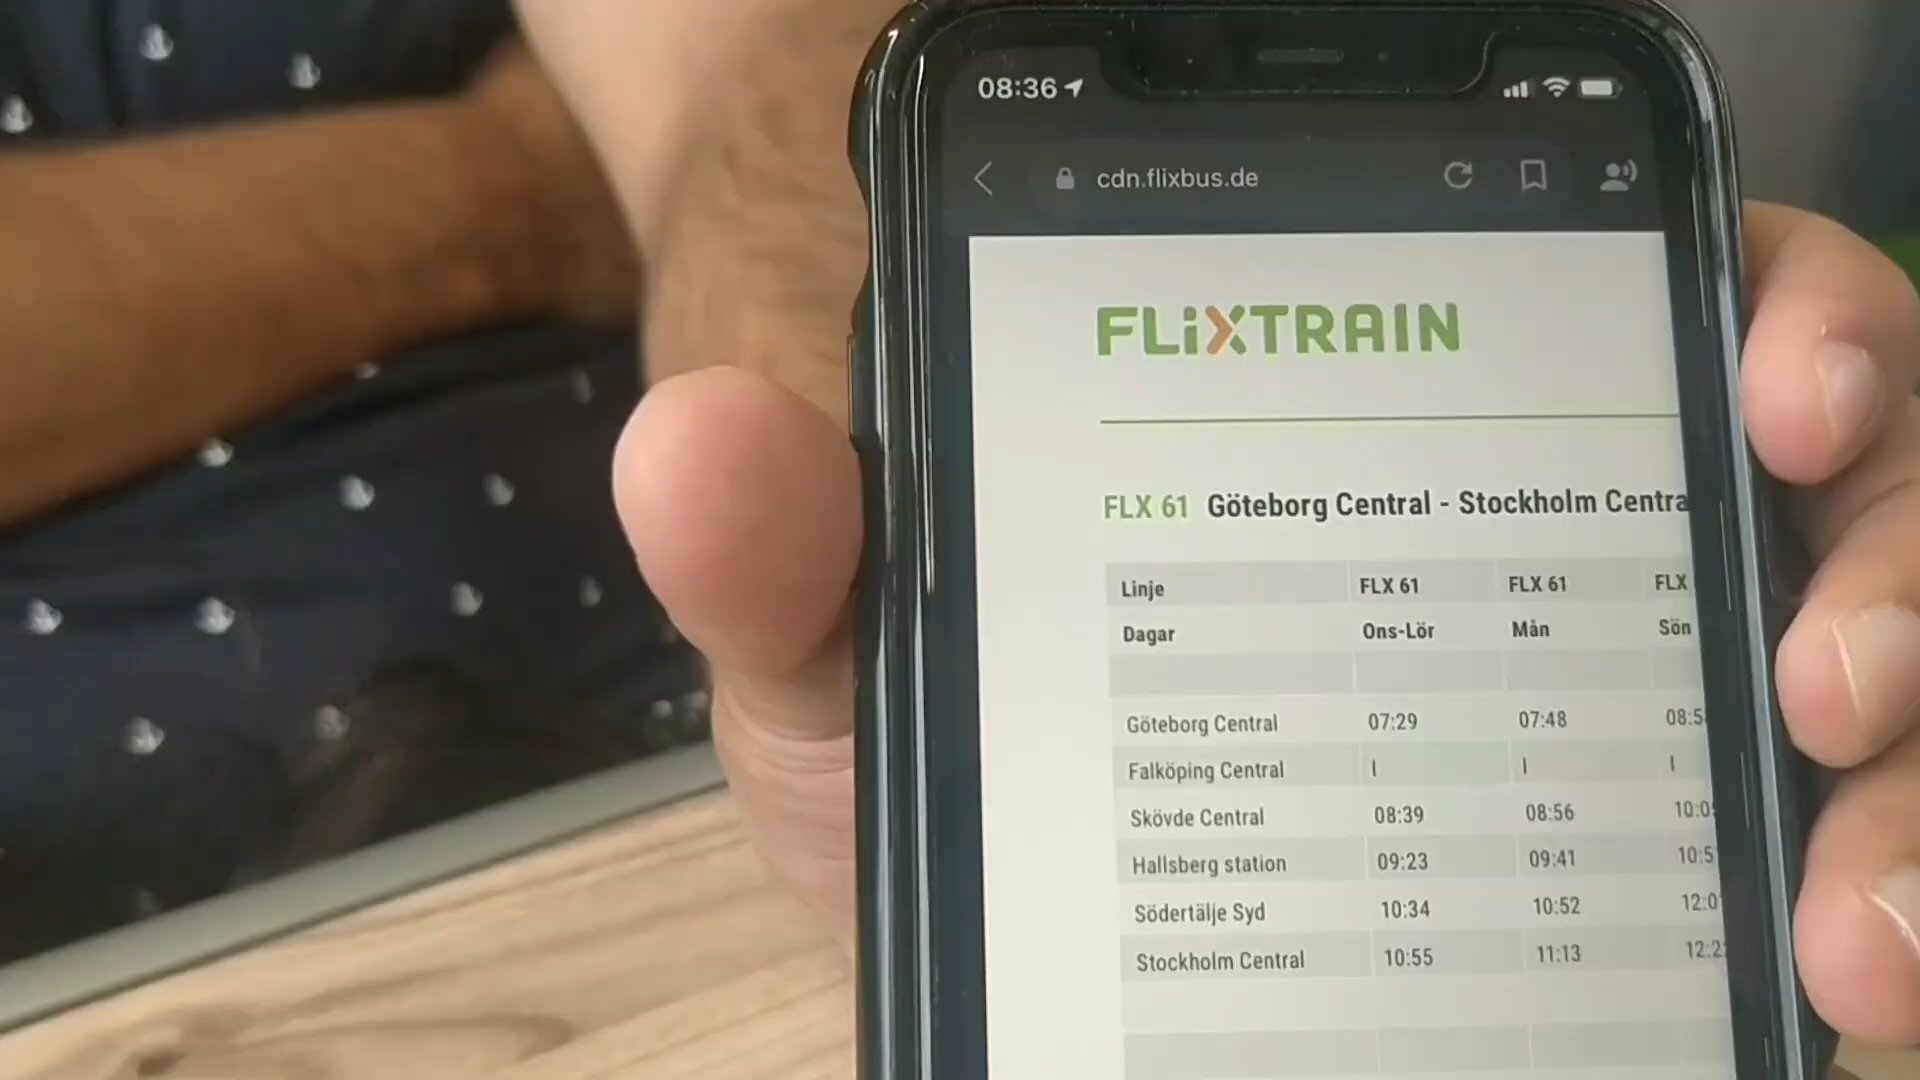 08:36
cdn.flixbus.de
FLiXTRAIN
FLX 61 Göteborg Central - Stockholm
Linje FLX 61 FLX 61 FLX
Dagar Ons-Lör Mån Sön
Göteborg Central 07:29 07:48
Falköping Central | | |
Skövde Central 08:39 08:56
Hallsberg station 09:23 09:41
Södertälje Syd 10:34 10:52
Stockholm Central 10:55 11:13